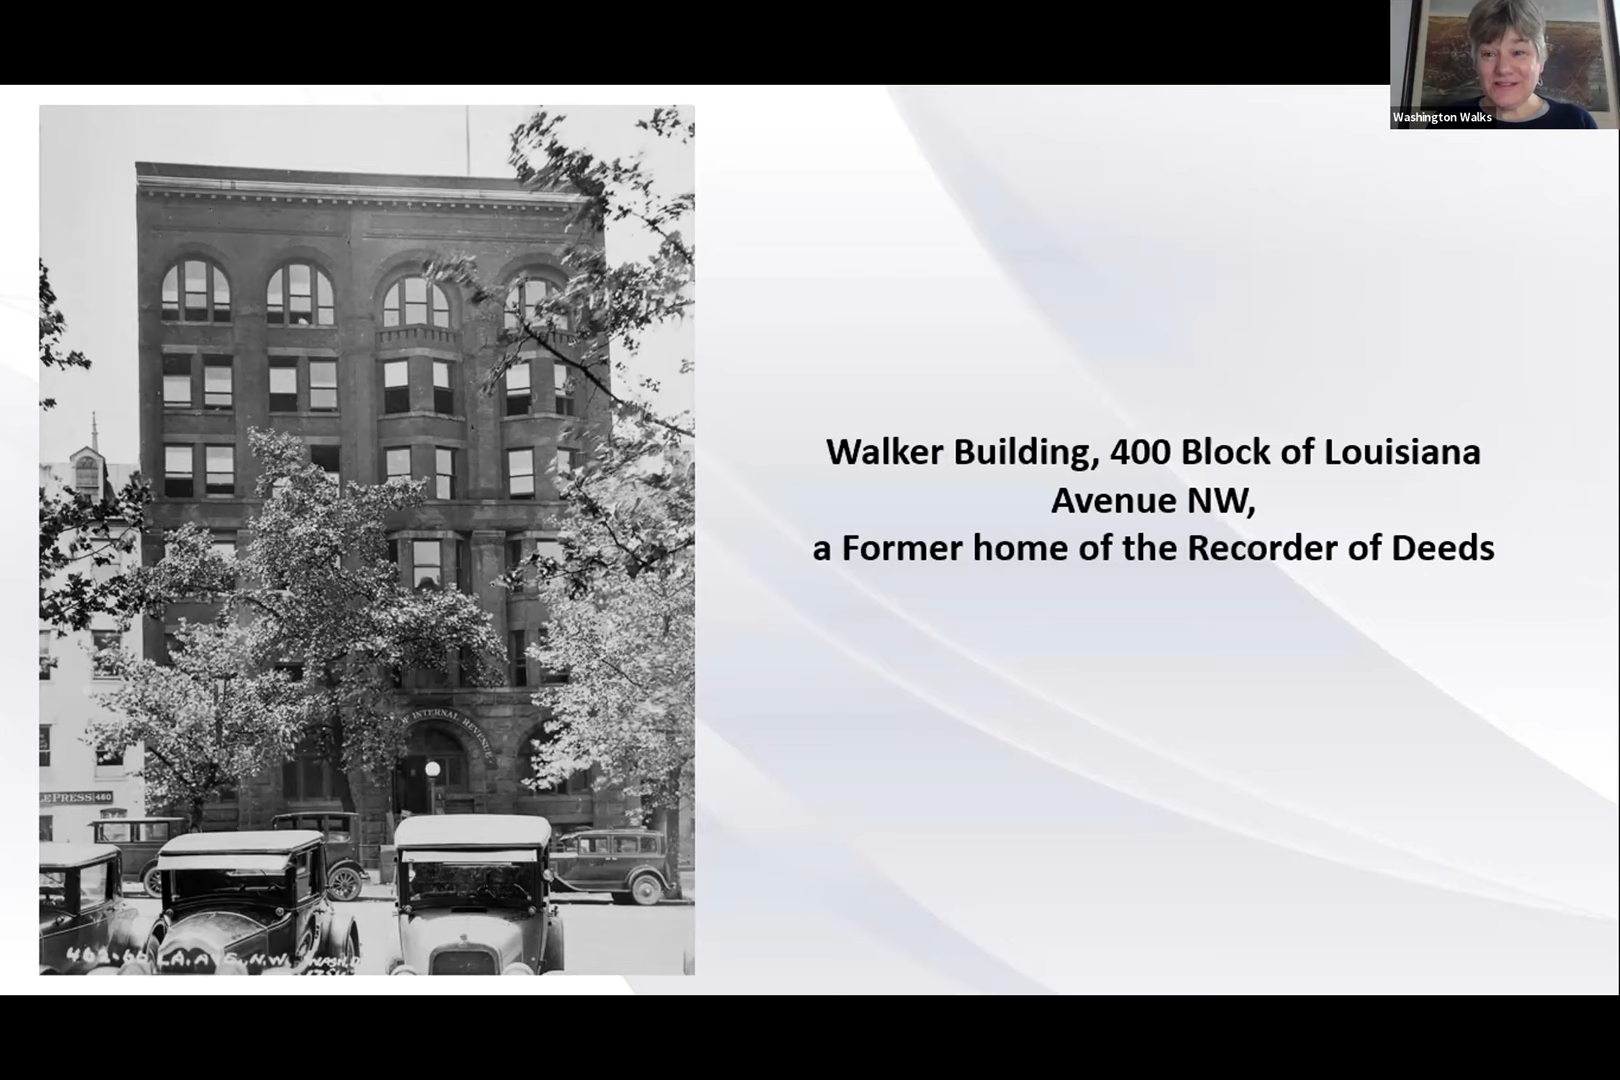 Washington Walks
Walker Building, 400 Block of Louisiana
Avenue NW,
a Former home of the Recorder of Deeds
INTERNAL REVENUE
PRESS 460
LA. AVE., N.W.